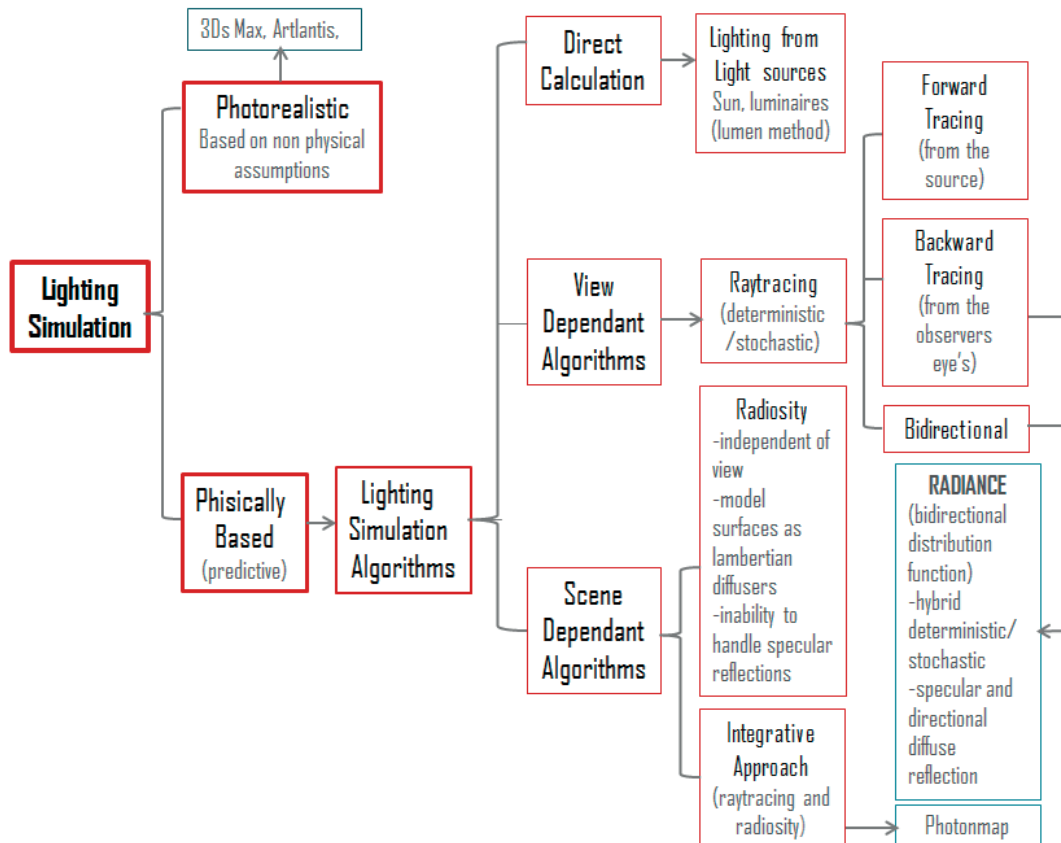 3Ds Max, Artlantis,
Photorealistic
Based on non physical
assumptions
Lighting
Simulation
Phisically
Based
(predictive)
Lighting
Simulation
Algorithms
Direct
Calculation
Lighting from
Light sources
Sun, luminaires
(lumen method)
View
Dependant
Algorithms
Raytracing
(deterministic
/stochastic)
Forward
Tracing
(from the
source)
Backward
Tracing
(from the
observers
eye's)
Bidirectional
Scene
Dependant
Algorithms
Radiosity
-independent of
view
-model
surfaces as
lambertian
diffusers
-inability to
handle specular
reflections
Integrative
Approach
(raytracing and
radiosity)
RADIANCE
(bidirectional
distribution
function)
-hybrid
deterministic/
stochastic
-specular and
directional
diffuse
reflection
Photonmap